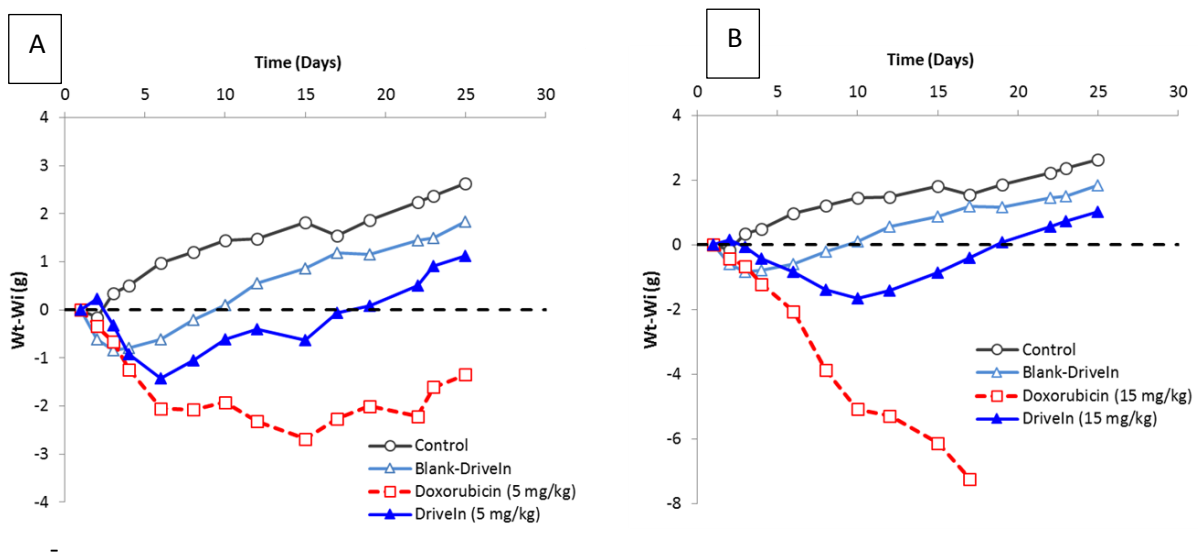 A
Time (Days)
0 5 10 15 20 25 30
4
3
2
1
0
-1
-2
-3
-4
Wt-Wi (g)
Control
Blank-DriveIn
Doxorubicin (5 mg/kg)
DriveIn (5 mg/kg)
B
Time (Days)
0 5 10 15 20 25 30
4
2
0
-2
-4
-6
-8
Wt-Wi (g)
Control
Blank-DriveIn
Doxorubicin (15 mg/kg)
DriveIn (15 mg/kg)